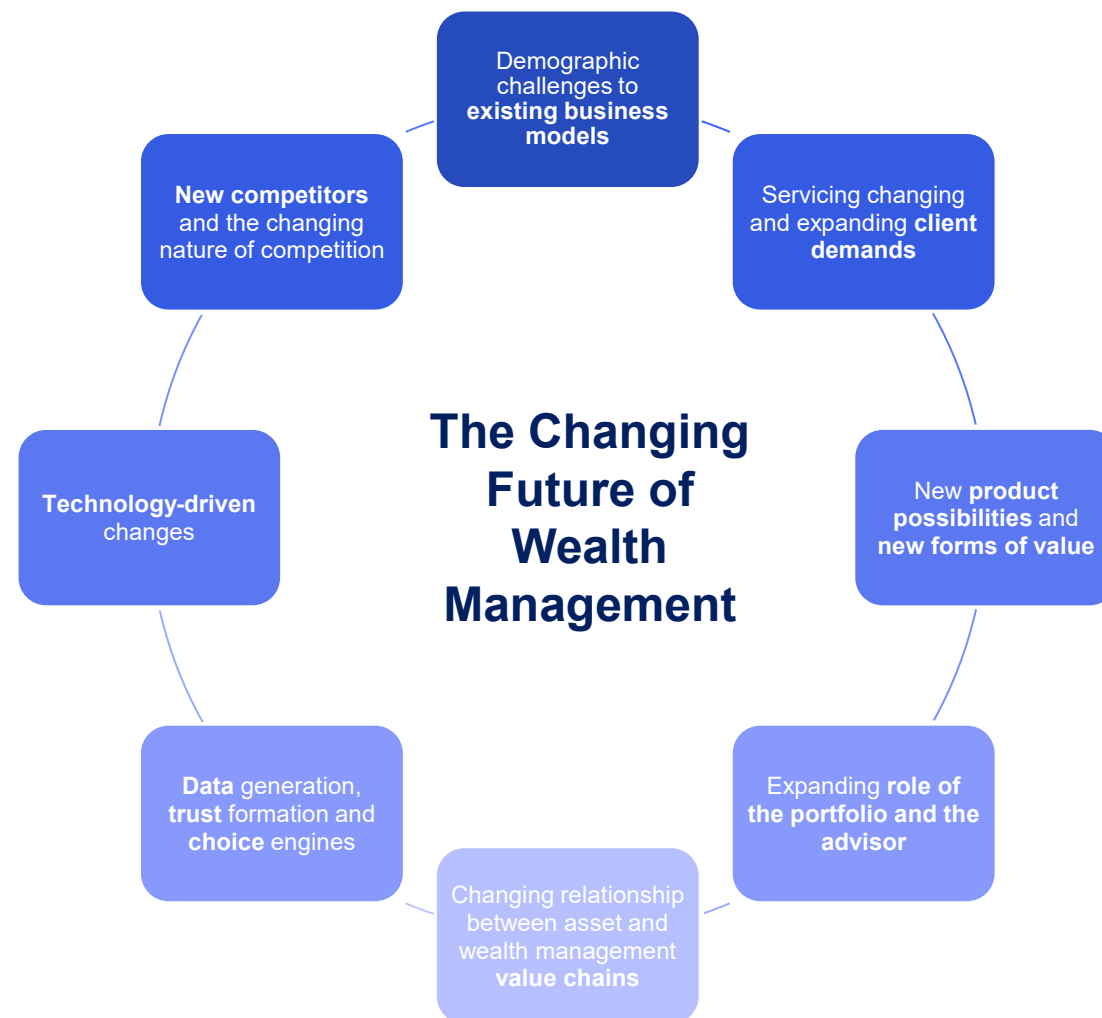 Demographic
challenges to
existing business
models
Servicing changing
and expanding client
demands
New product
possibilities and
new forms of value
Expanding role of
the portfolio and the
advisor
Changing relationship
between asset and
wealth management
value chains
Data generation,
trust formation and
choice engines
Technology-driven
changes
New competitors
and the changing
nature of competition
The Changing
Future of
Wealth
Management